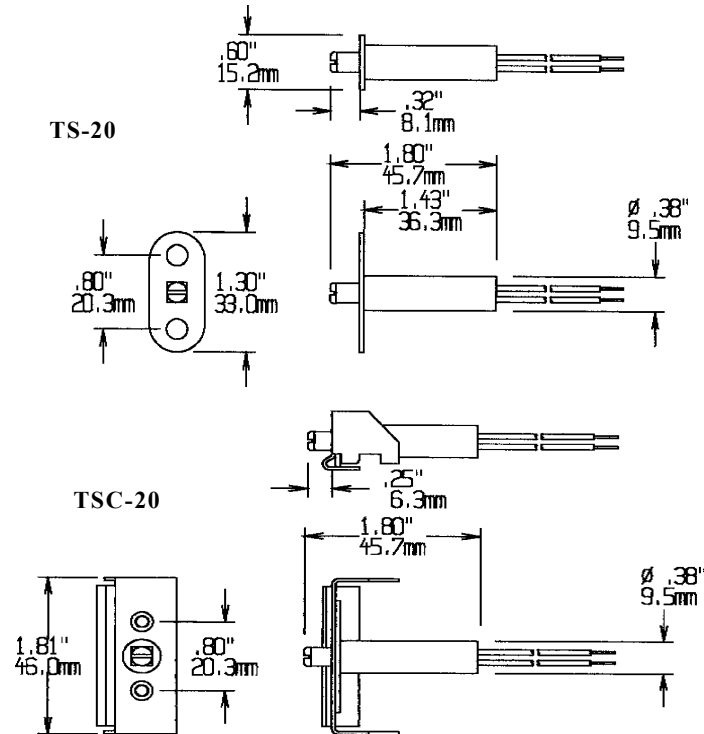 .60"
15.2mm
.32"
8.1mm
TS-20
1.80"
45.7mm
1.43"
36.3mm
Ø .38"
9.5mm
.80"
20.3mm
1.30"
33.0mm
.25"
6.3mm
TSC-20
1.80"
45.7mm
Ø .38"
9.5mm
1.81"
46.0mm
.80"
20.3mm